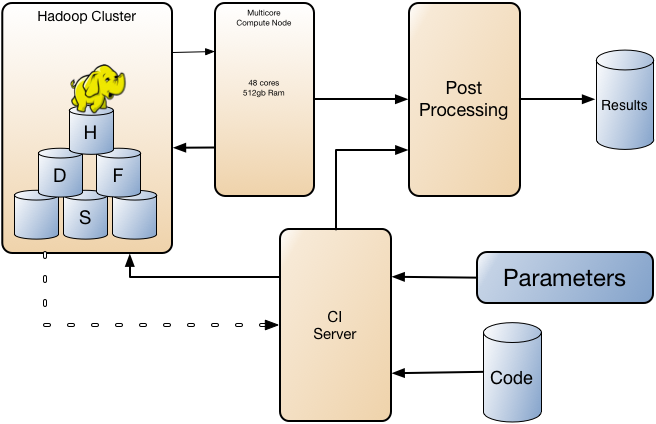 Hadoop Cluster
H
D
F
S
Multicore
Compute Node
48 cores
512gb Ram
Post
Processing
Results
CI
Server
Parameters
Code